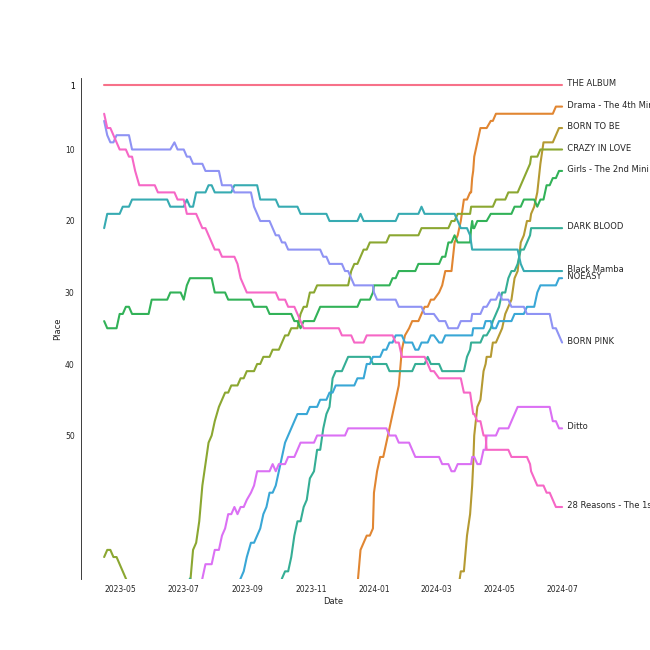 1
10
20
30
40
50
Place
2023-05
2023-07
2023-09
2023-11
2024-01
2024-03
2024-05
2024-07
Date
THE ALBUM
Drama - The 4th Mi
BORN TO BE
CRAZY IN LOVE
Girls - The 2nd Mini
DARK BLOOD
Black Mamba
NOEASY
BORN PINK
Ditto
28 Reasons - The 1s